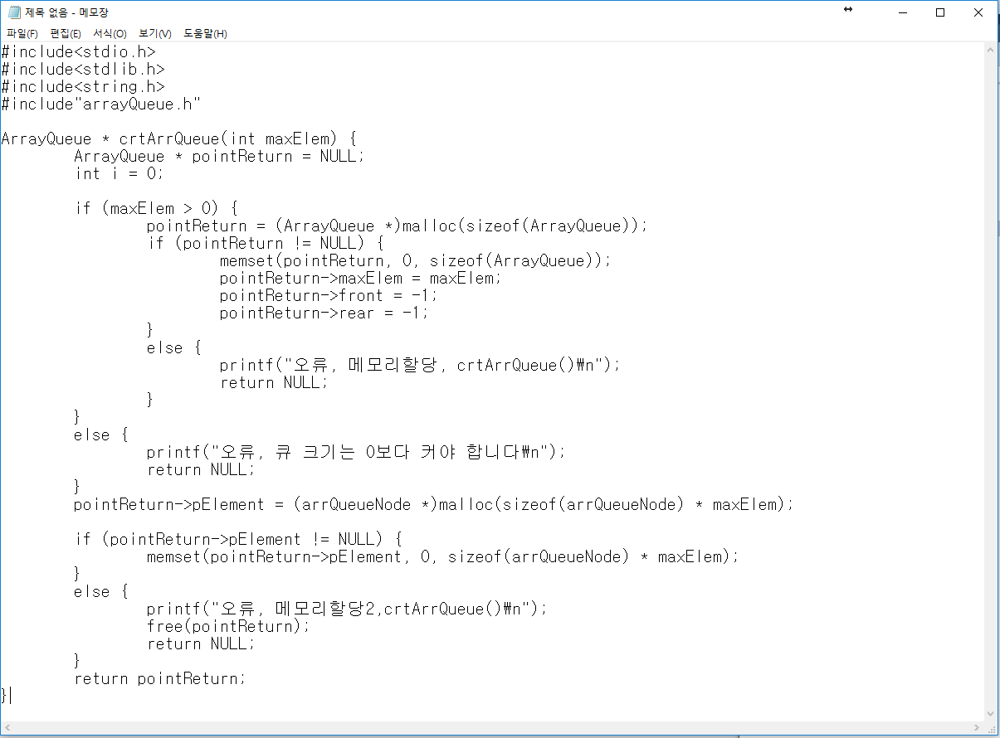 제목 없음 - 메모장
파일(F) 편집(E) 서식(O) 보기(V) 도움말(H)
#include<stdio.h>
#include<stdlib.h>
#include<string.h>
#include"arrayQueue.h"

ArrayQueue * crtArrQueue(int maxElem) {
        ArrayQueue * pointReturn = NULL;
        int i = 0;

        if (maxElem > 0) {
                pointReturn = (ArrayQueue *)malloc(sizeof(ArrayQueue));
                if (pointReturn != NULL) {
                        memset(pointReturn, 0, sizeof(ArrayQueue));
                        pointReturn->maxElem = maxElem;
                        pointReturn->front = -1;
                        pointReturn->rear = -1;
                }
                else {
                        printf("오류, 메모리할당, crtArrQueue()₩n");
                        return NULL;
                }
        }
        else {
                printf("오류, 큐 크기는 0보다 커야 합니다₩n");
                return NULL;
        }
        pointReturn->pElement = (arrQueueNode *)malloc(sizeof(arrQueueNode) * maxElem);

        if (pointReturn->pElement != NULL) {
                memset(pointReturn->pElement, 0, sizeof(arrQueueNode) * maxElem);
        }
        else {
                printf("오류, 메모리할당2,crtArrQueue()₩n");
                free(pointReturn);
                return NULL;
        }
        return pointReturn;
}